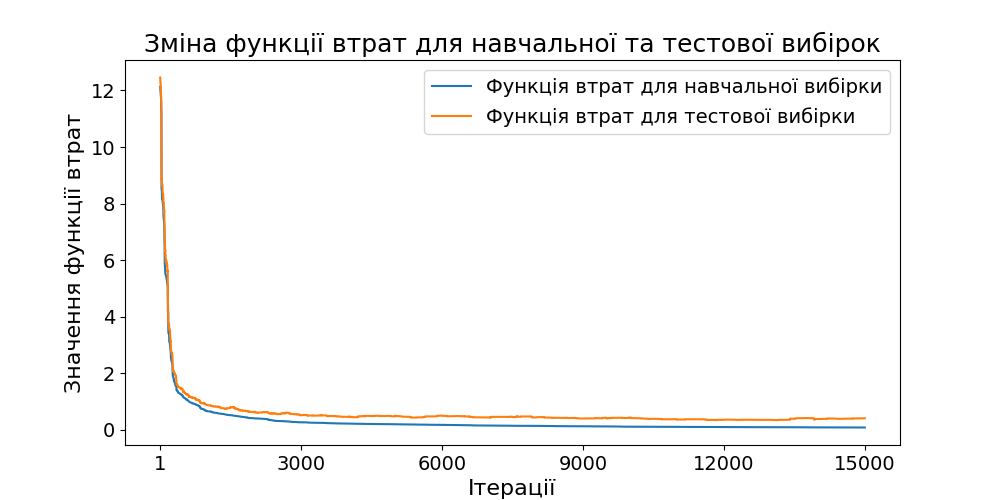 Зміна функції втрат для навчальної та тестової вибірок
Значення функції втрат
12
10
8
6
4
2
0
Функція втрат для навчальної вибірки
Функція втрат для тестової вибірки
1 3000 6000 9000 12000 15000
Ітерації